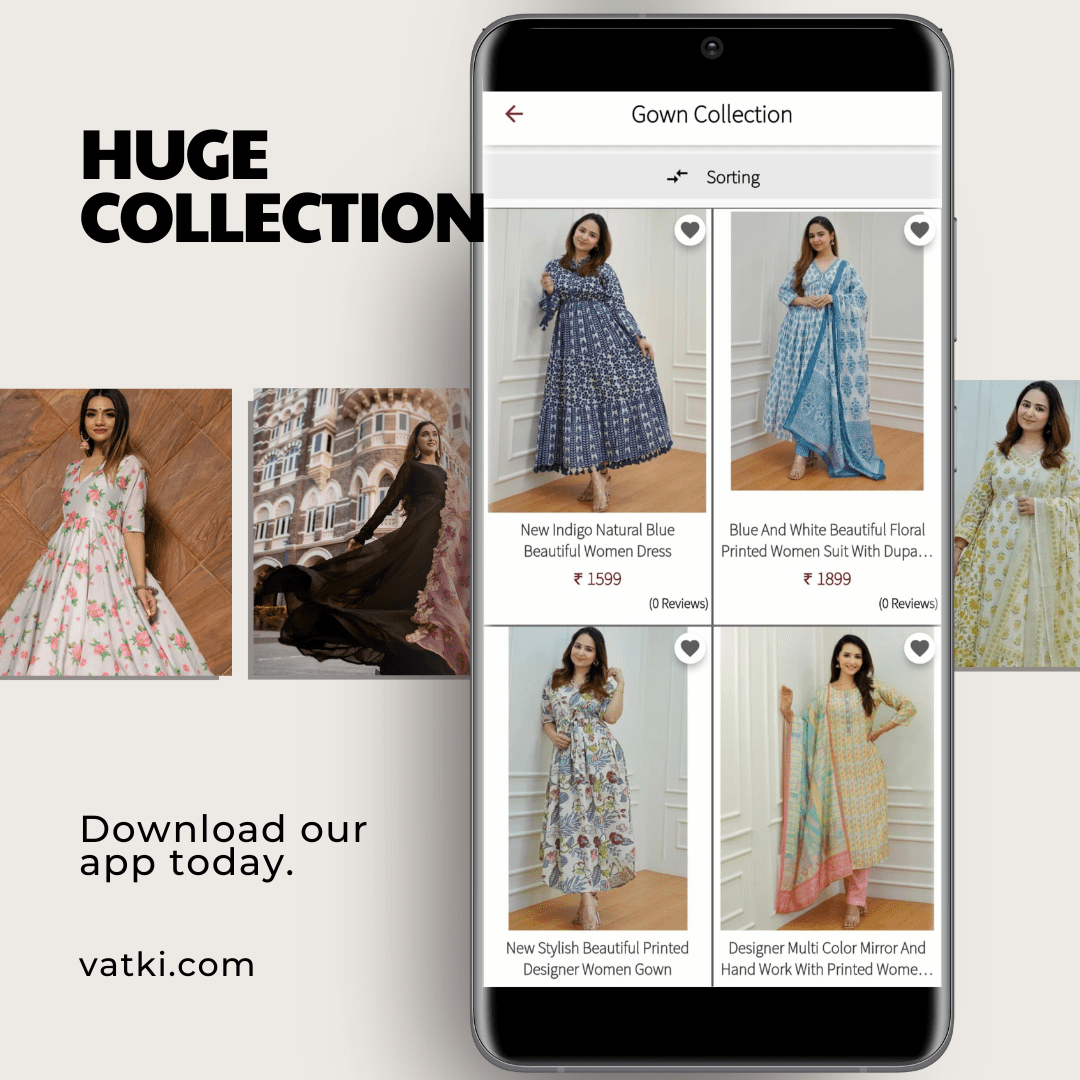 HUGE
COLLECTION
Gown Collection
Sorting
New Indigo Natural Blue
Beautiful Women Dress
₹ 1599
(0 Reviews)
Blue And White Beautiful Floral
Printed Women Suit With Dupa...
₹ 1899
(0 Reviews)
New Stylish Beautiful Printed
Designer Women Gown
Designer Multi Color Mirror And
Hand Work With Printed Wome...
Download our
app today.
vatki.com